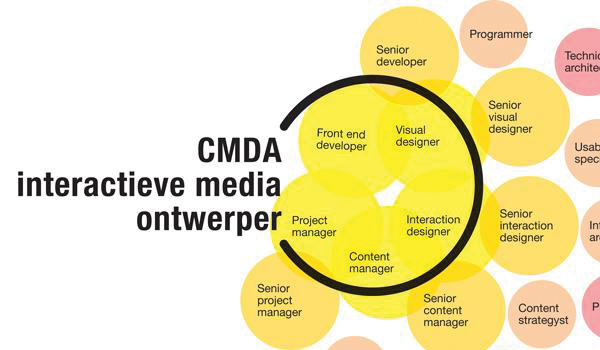 Programmer
Senior
developer
Senior
visual
designer
Front end
developer
Visual
designer
CMDA
interactieve media
ontwerper
Project
manager
Interaction
designer
Senior
interaction
designer
Content
manager
Senior
project
manager
Senior
content
manager
Content
strategyst